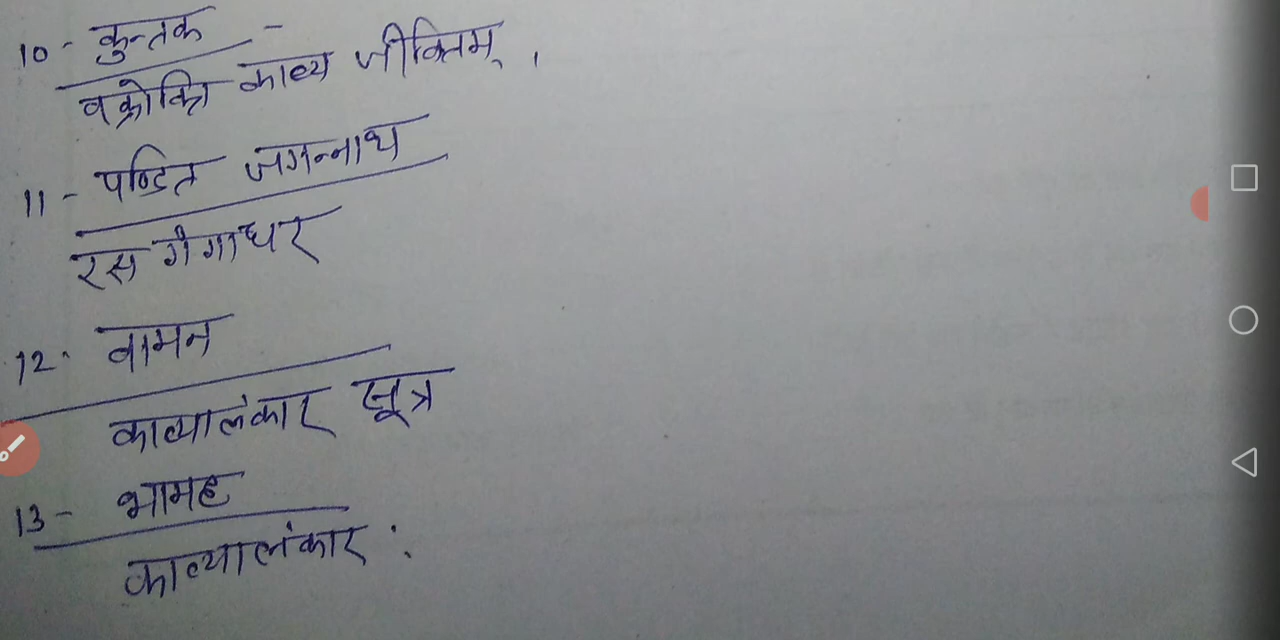 10 - कुन्तक -
वक्रोक्ति काव्य जीवितम् ,
11 - पण्डित जगन्नाथ
रस गंगाधर
12. वामन
काव्यालंकार सूत्र
13 - भामह
काव्यालंकार :